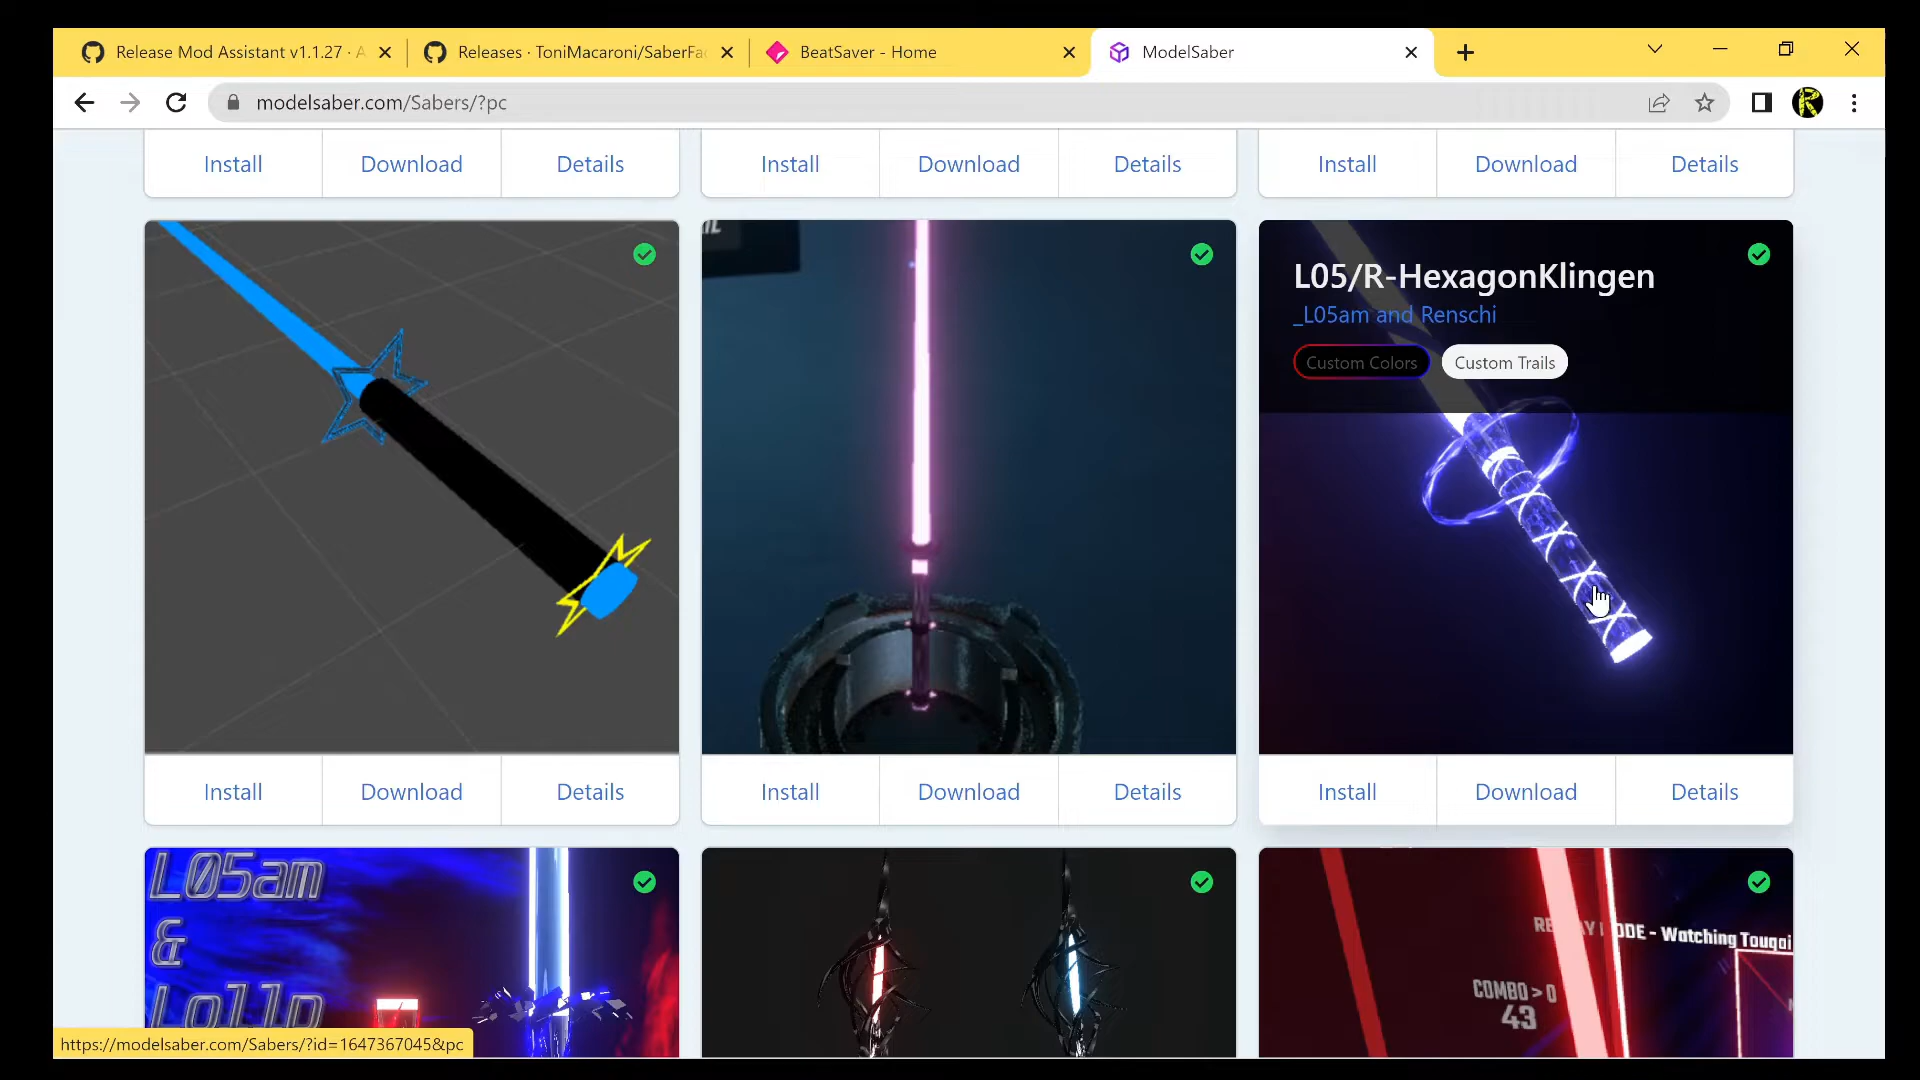 Release Mod Assistant v1.1.27 · A
Releases · ToniMacaroni/SaberFac
BeatSaver - Home
ModelSaber
modelsaber.com/Sabers/?pc
Install Download Details
Install Download Details
Install Download Details
L05/R-HexagonKlingen
_L05am and Renschi
Custom Colors Custom Trails
Install Download Details
Install Download Details
Install Download Details
L05am
&
Lollp
Watching Tougai
COMBO > 0
43
https://modelsaber.com/Sabers/?id=1647367045&pc